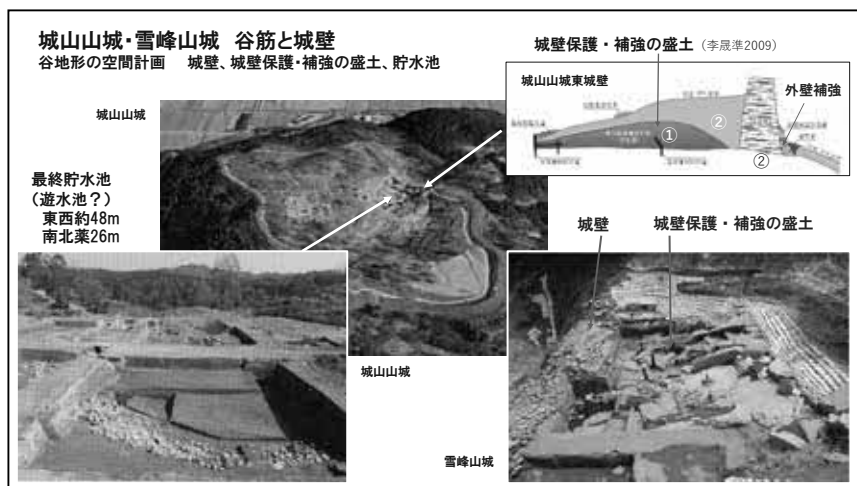 城山山城・雪峰山城　谷筋と城壁
谷地形の空間計画　城壁、城壁保護・補強の盛土、貯水池
城壁保護・補強の盛土 (李晟準2009)
城山山城東城壁
外壁補強
①
②
②
城山山城
最終貯水池
(遊水池？)
東西約48m
南北薬26m
城壁
城壁保護・補強の盛土
城山山城
雪峰山城